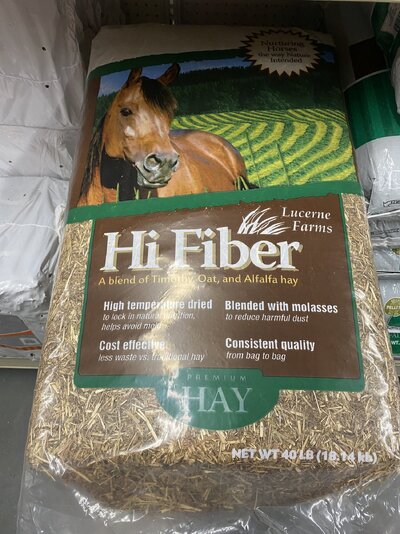 Nurturing
Horses
the way Nature
Intended
Lucerne
Farms
Hi Fiber
A blend of Timothy, Oat, and Alfalfa hay
High temperature dried
to lock in natural nutrition,
helps avoid mold
Blended with molasses
to reduce harmful dust
Cost effective
less waste vs. traditional hay
Consistent quality
from bag to bag
PREMIUM
HAY
NET WT 40 LB (18.14 kg)